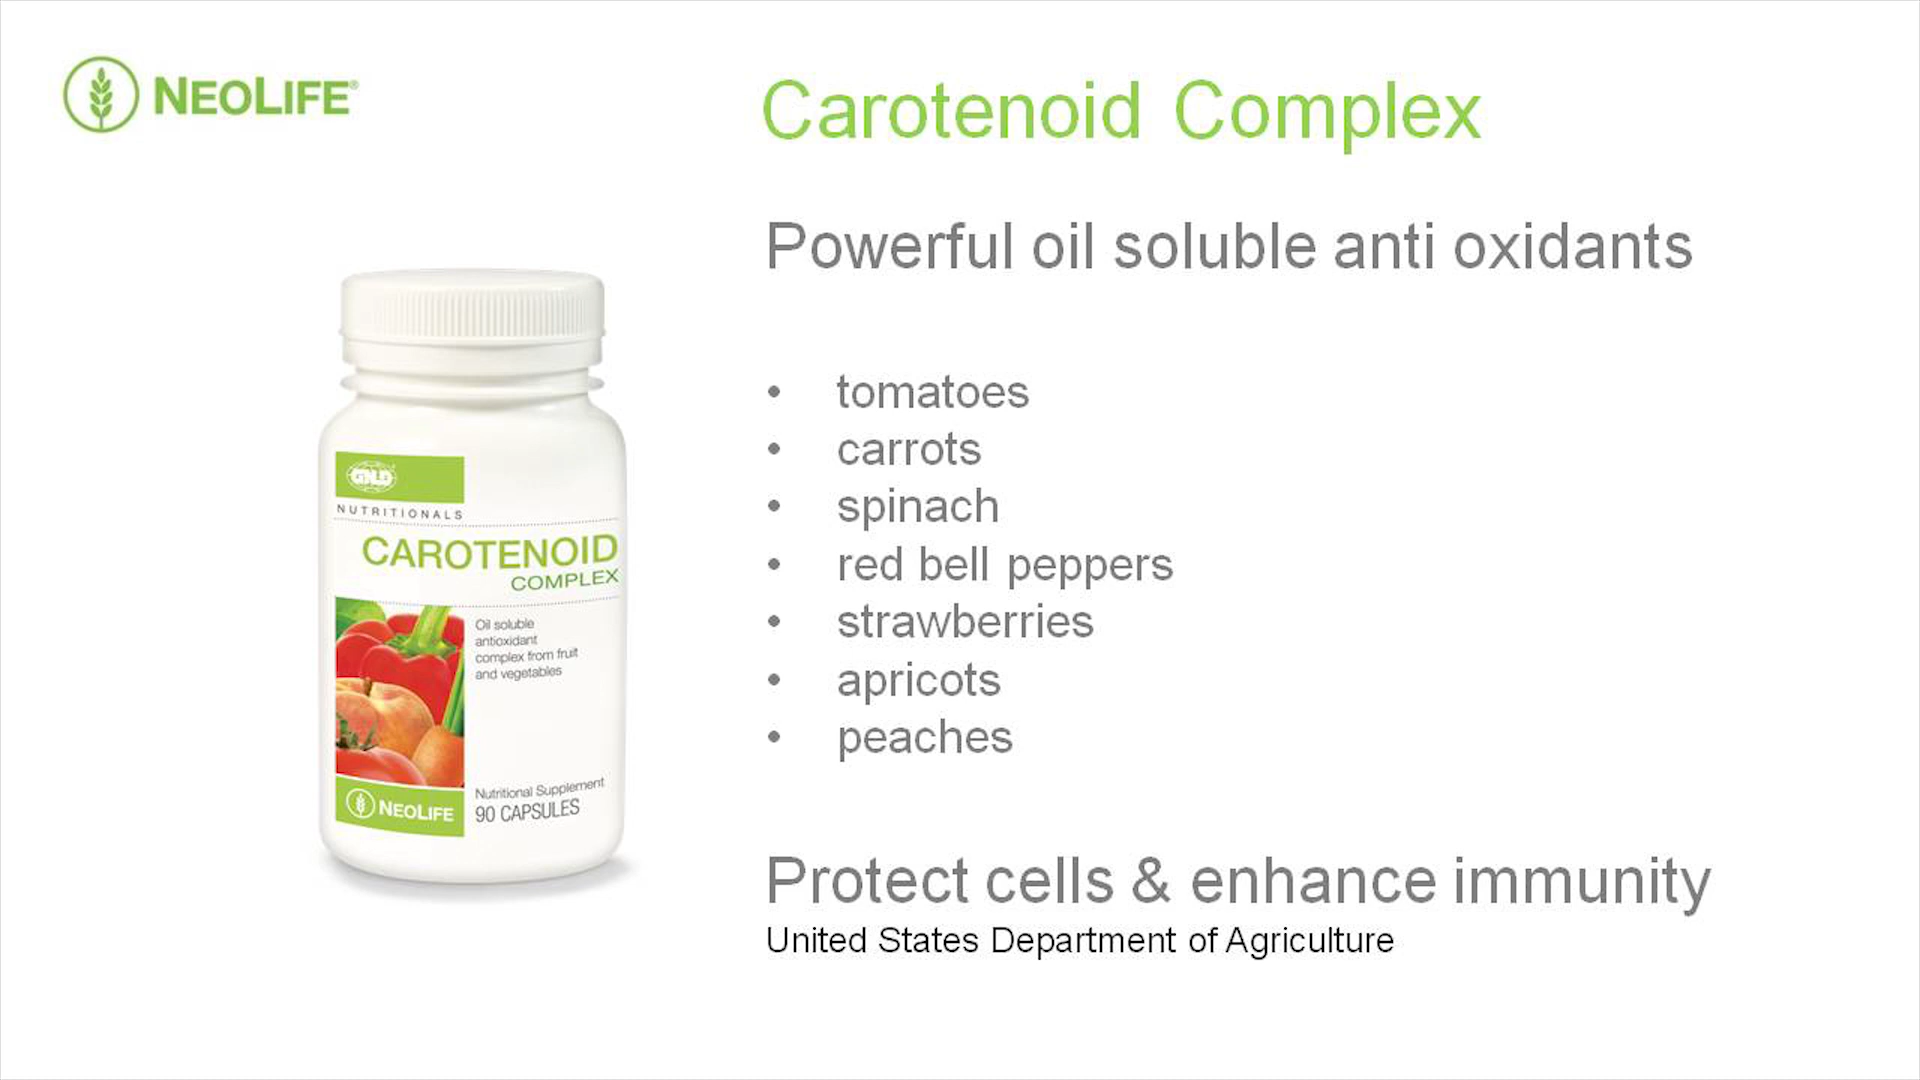 NEOLIFE®
Carotenoid Complex
Powerful oil soluble anti oxidants
• tomatoes
• carrots
• spinach
• red bell peppers
• strawberries
• apricots
• peaches
Protect cells & enhance immunity
United States Department of Agriculture
GNLD
NUTRITIONALS
CAROTENOID
COMPLEX
Oil soluble
antioxidant
complex from fruit
and vegetables
Nutritional Supplement
90 CAPSULES
NEOLIFE